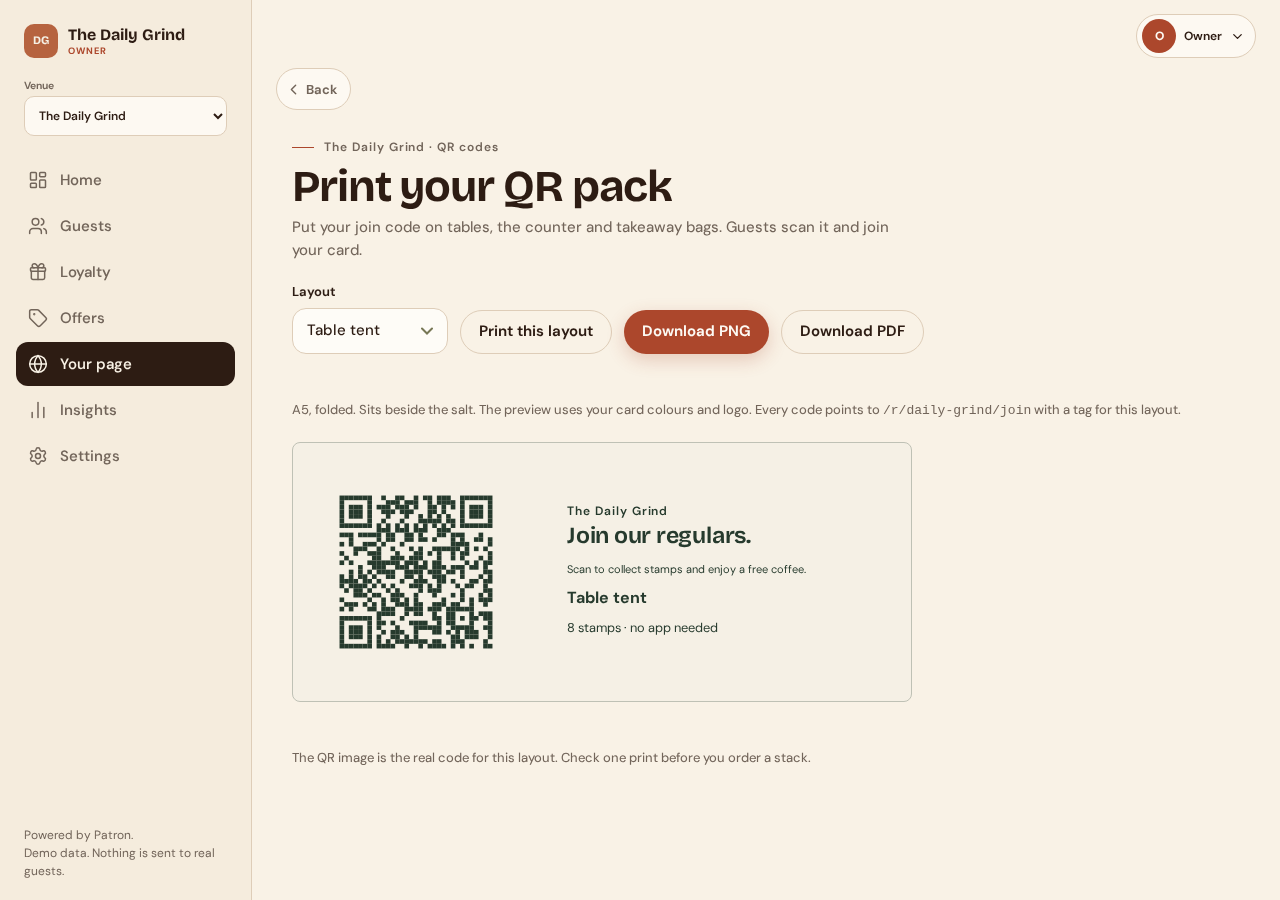 DG
The Daily Grind
OWNER
Venue
The Daily Grind
Home
Guests
Loyalty
Offers
Your page
Insights
Settings
Powered by Patron.
Demo data. Nothing is sent to real
guests.
O
Owner
Back
The Daily Grind · QR codes
Print your QR pack
Put your join code on tables, the counter and takeaway bags. Guests scan it and join
your card.
Layout
Table tent
Print this layout
Download PNG
Download PDF
A5, folded. Sits beside the salt. The preview uses your card colours and logo. Every code points to /r/daily-grind/join with a tag for this layout.
The Daily Grind
Join our regulars.
Scan to collect stamps and enjoy a free coffee.
Table tent
8 stamps · no app needed
The QR image is the real code for this layout. Check one print before you order a stack.